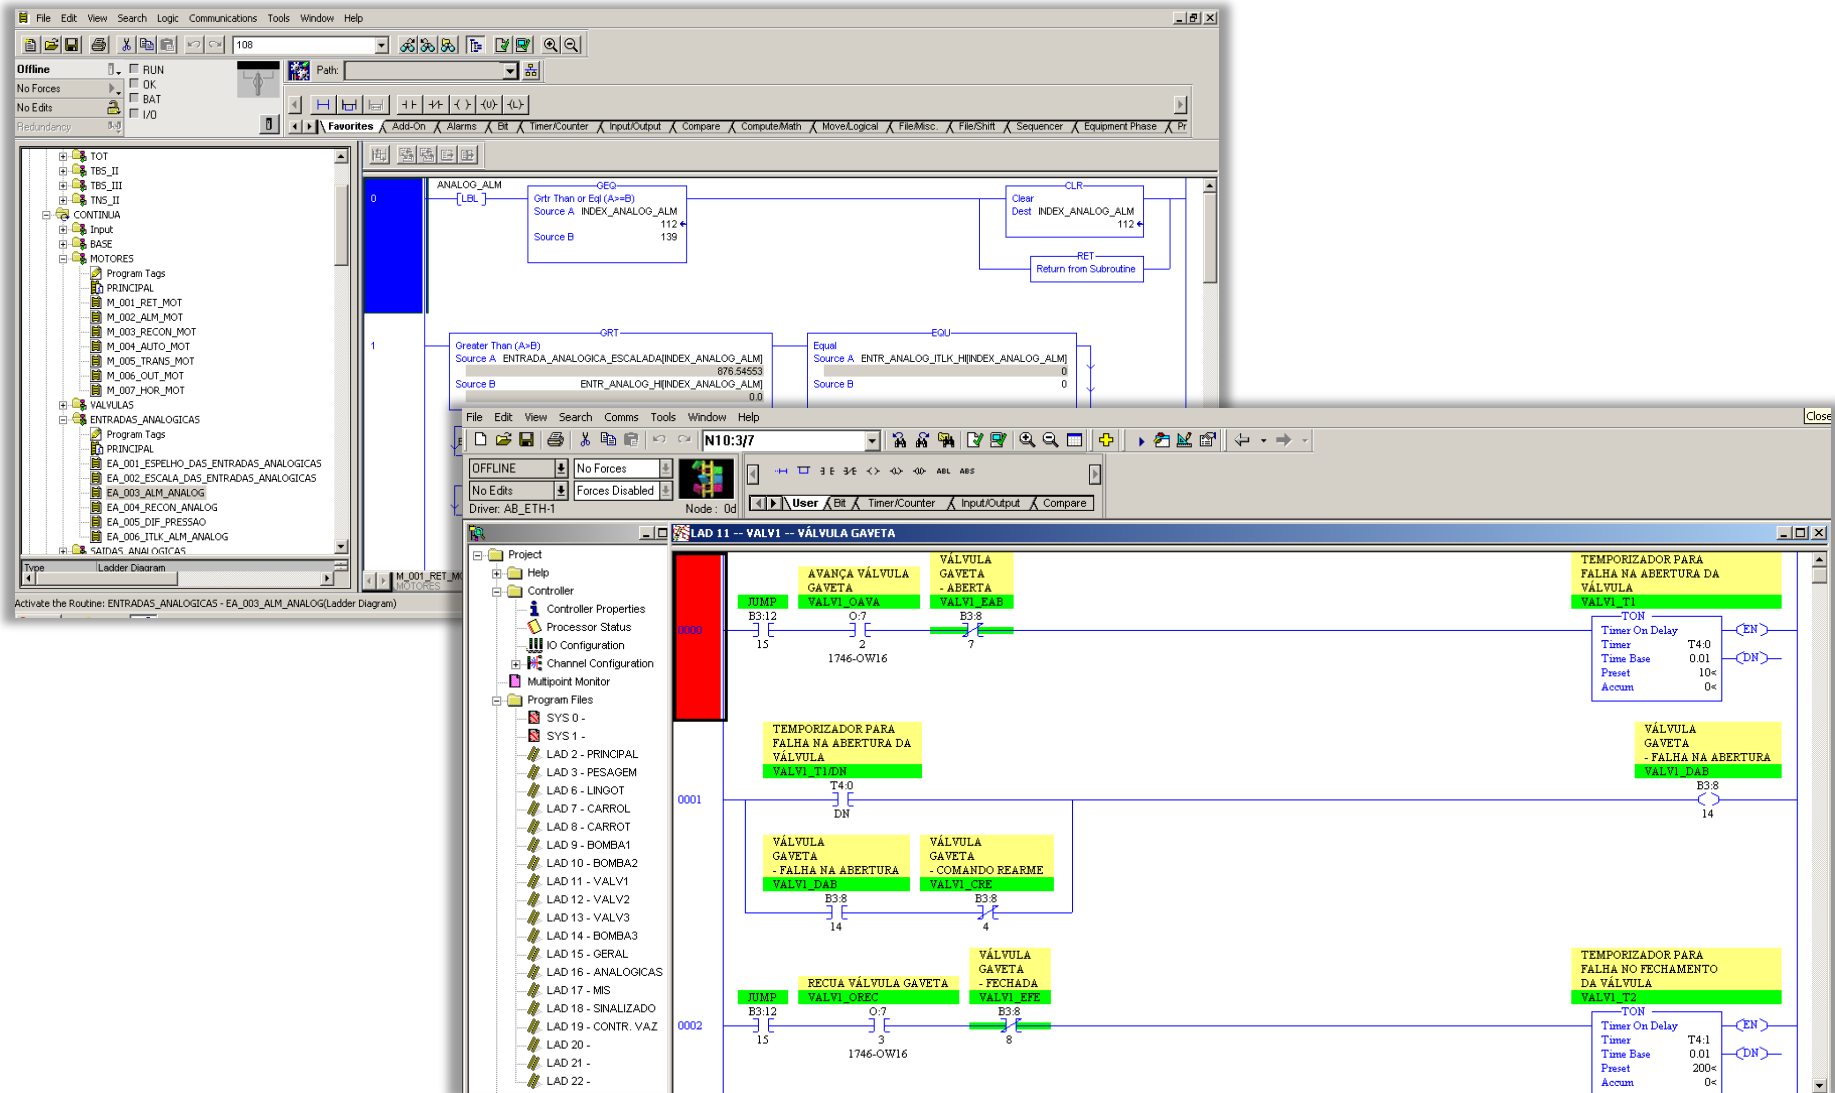 File Edit View Search Logic Communications Tools Window Help
108
Offline
RUN
No Forces
OK
No Edits
BAT
Redundancy
I/O
Path:
Favorites Add-On Alarms Bit Timer/Counter Input/Output Compare Compute/Math Move/Logical File/Misc. File/Shift Sequencer Equipment Phase Pr
TOT
TBS_II
TBS_III
TNS_II
CONTINUA
Input
BASE
MOTORES
Program Tags
PRINCIPAL
M_001_RET_MOT
M_002_ALM_MOT
M_003_RECON_MOT
M_004_AUTO_MOT
M_005_TRANS_MOT
M_006_OUT_MOT
M_007_HOR_MOT
VALVULAS
ENTRADAS_ANALOGICAS
Program Tags
PRINCIPAL
EA_001_ESPELHO_DAS_ENTRADAS_ANALOGICAS
EA_002_ESCALA_DAS_ENTRADAS_ANALOGICAS
EA_003_ALM_ANALOG
EA_004_RECON_ANALOG
EA_005_DIF_PRESSAO
EA_006_ITLK_ALM_ANALOG
SAIDAS_ANALOGICAS
Type Ladder Diagram
Activate the Routine: ENTRADAS_ANALOGICAS - EA_003_ALM_ANALOG(Ladder Diagram)
0
ANALOG_ALM
LBL
GEQ
Grtr Than or Eql (A>=B)
Source A INDEX_ANALOG_ALM
112
Source B 139
CLR
Clear
Dest INDEX_ANALOG_ALM
112
RET
Return from Subroutine
1
GRT
Greater Than (A>B)
Source A ENTRADA_ANALOGICA_ESCALADA[INDEX_ANALOG_ALM]
876.54553
Source B ENTR_ANALOG_HI[INDEX_ANALOG_ALM]
0.0
EQU
Equal
Source A ENTR_ANALOG_ITLK_HI[INDEX_ANALOG_ALM]
0
Source B 0
M_001_RET_MO
MOTORES
File Edit View Search Comms Tools Window Help
Close
N10:3/7
OFFLINE No Forces
No Edits Forces Disabled
Driver: AB_ETH-1 Node: 0d
ABL ABS
User Bit Timer/Counter Input/Output Compare
Project
Help
Controller
Controller Properties
Processor Status
IO Configuration
Channel Configuration
Multipoint Monitor
Program Files
SYS 0 -
SYS 1 -
LAD 2 - PRINCIPAL
LAD 3 - PESAGEM
LAD 6 - LINGOT
LAD 7 - CARROL
LAD 8 - CARROT
LAD 9 - BOMBA1
LAD 10 - BOMBA2
LAD 11 - VALV1
LAD 12 - VALV2
LAD 13 - VALV3
LAD 14 - BOMBA3
LAD 15 - GERAL
LAD 16 - ANALOGICAS
LAD 17 - MIS
LAD 18 - SINALIZADO
LAD 19 - CONTR. VAZ
LAD 20 -
LAD 21 -
LAD 22 -
LAD 11 -- VALV1 -- VÁLVULA GAVETA
0000
JUMP
B3:12
15
AVANÇA VÁLVULA
GAVETA
VALV1_OAVA
O:7
2
1746-OW16
VÁLVULA
GAVETA
- ABERTA
VALV1_EAB
B3:8
7
TEMPORIZADOR PARA
FALHA NA ABERTURA DA
VÁLVULA
VALV1_T1
TON
Timer On Delay
Timer T4:0
Time Base 0.01
Preset 10<
Accum 0<
EN
DN
0001
TEMPORIZADOR PARA
FALHA NA ABERTURA DA
VÁLVULA
VALV1_T1/DN
T4:0
DN
VÁLVULA
GAVETA
- FALHA NA ABERTURA
VALV1_DAB
B3:8
14
VÁLVULA
GAVETA
- FALHA NA ABERTURA
VALV1_DAB
B3:8
14
VÁLVULA
GAVETA
- COMANDO REARME
VALV1_CRE
B3:8
4
0002
JUMP
B3:12
15
RECUA VÁLVULA GAVETA
VALV1_OREC
O:7
3
1746-OW16
VÁLVULA
GAVETA
- FECHADA
VALV1_EFE
B3:8
8
TEMPORIZADOR PARA
FALHA NO FECHAMENTO
DA VÁLVULA
VALV1_T2
TON
Timer On Delay
Timer T4:1
Time Base 0.01
Preset 200<
Accum 0<
EN
DN